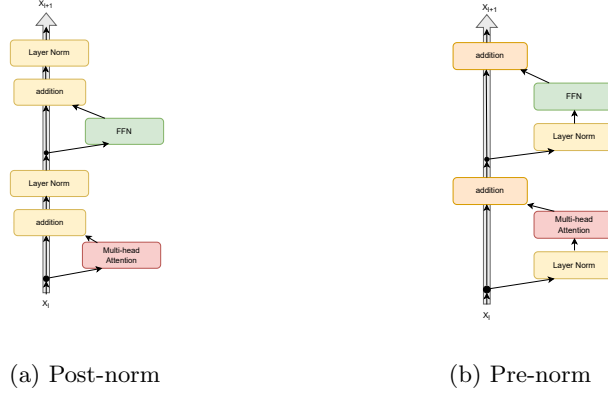 X_{l+1}
Layer Norm
addition
FFN
Layer Norm
addition
Multi-head
Attention
X_l
(a) Post-norm
X_{l+1}
addition
FFN
Layer Norm
addition
Multi-head
Attention
Layer Norm
X_l
(b) Pre-norm